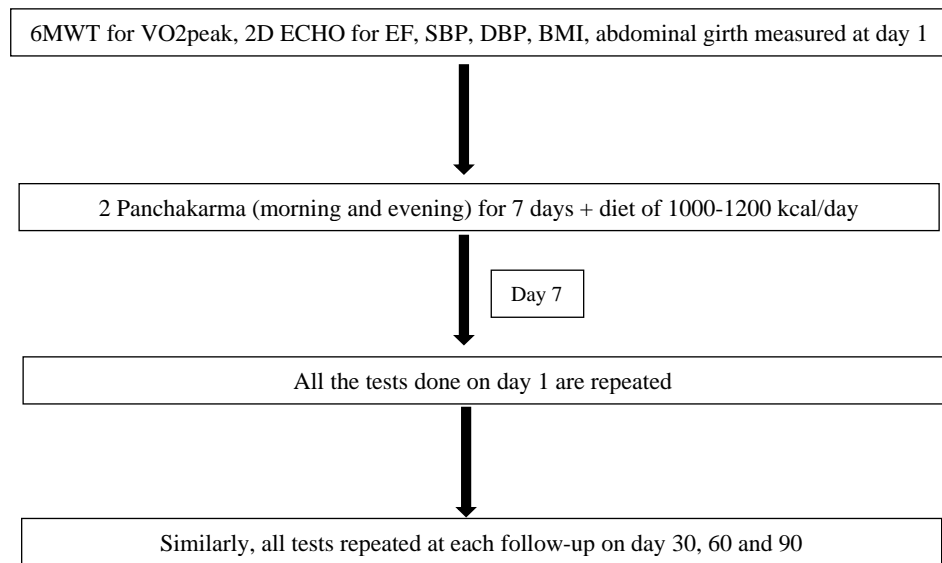 6MWT for VO2peak, 2D ECHO for EF, SBP, DBP, BMI, abdominal girth measured at day 1
2 Panchakarma (morning and evening) for 7 days + diet of 1000-1200 kcal/day
Day 7
All the tests done on day 1 are repeated
Similarly, all tests repeated at each follow-up on day 30, 60 and 90